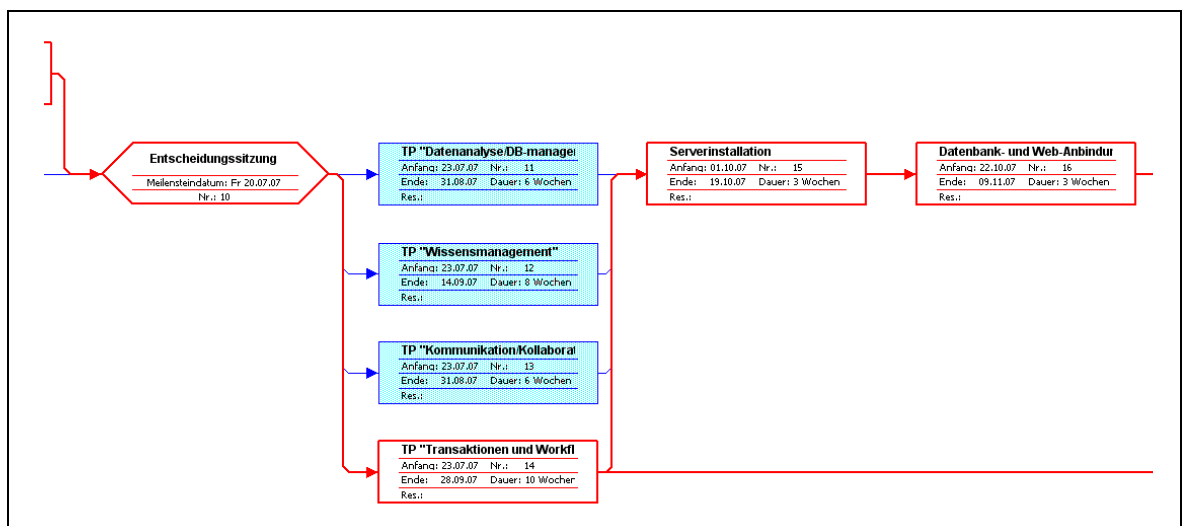 Entscheidungssitzung
Meilensteindatum: Fr 20.07.07
Nr.: 10
TP "Datenanalyse/DB-manager
Anfang: 23.07.07 Nr.: 11
Ende: 31.08.07 Dauer: 6 Wochen
Res.:
TP "Wissensmanagement"
Anfang: 23.07.07 Nr.: 12
Ende: 14.09.07 Dauer: 8 Wochen
Res.:
TP "Kommunikation/Kollaborat
Anfang: 23.07.07 Nr.: 13
Ende: 31.08.07 Dauer: 6 Wochen
Res.:
TP "Transaktionen und Workfl
Anfang: 23.07.07 Nr.: 14
Ende: 28.09.07 Dauer: 10 Wochen
Res.:
Serverinstallation
Anfang: 01.10.07 Nr.: 15
Ende: 19.10.07 Dauer: 3 Wochen
Res.:
Datenbank- und Web-Anbindun
Anfang: 22.10.07 Nr.: 16
Ende: 09.11.07 Dauer: 3 Wochen
Res.: